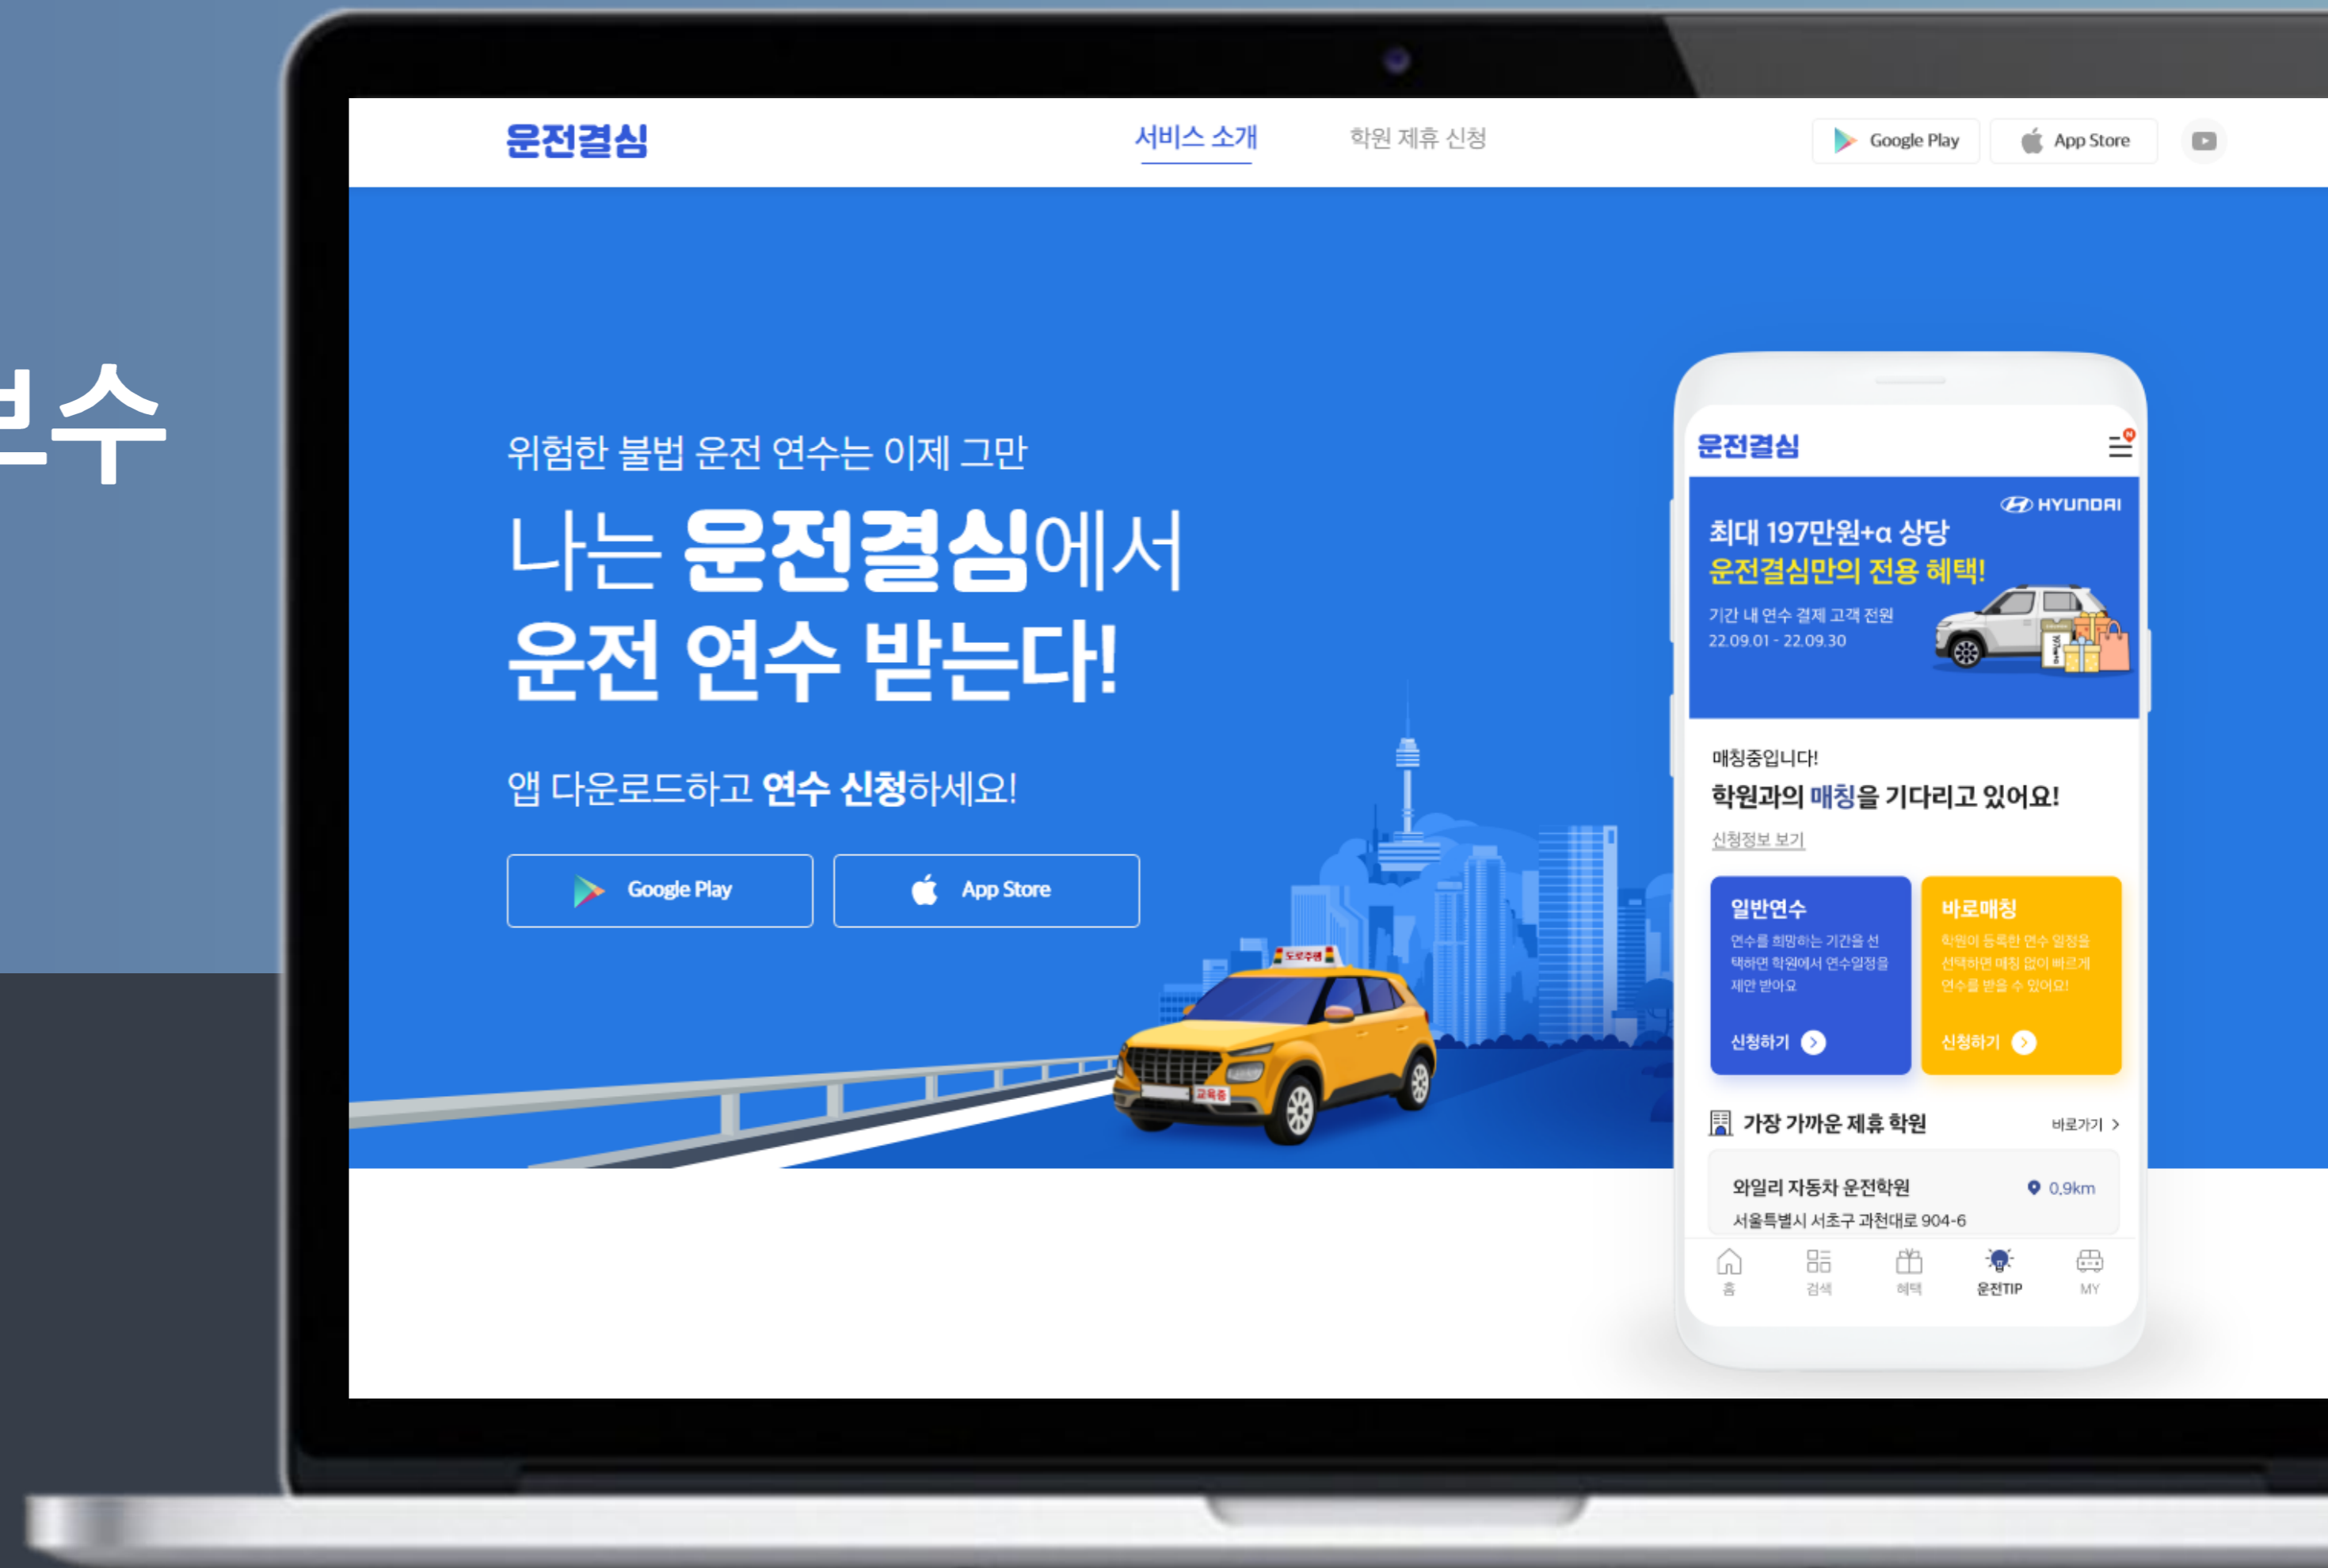 수
운전결심
서비스 소개
학원 제휴 신청
Google Play
App Store
위험한 불법 운전 연수는 이제 그만
나는 운전결심에서
운전 연수 받는다!
앱 다운로드하고 연수 신청하세요!
Google Play
App Store
도로주행
교육중
운전결심
N
HYUNDAI
최대 197만원+α 상당
운전결심만의 전용 혜택!
기간 내 연수 결제 고객 전원
22.09.01 - 22.09.30
매칭중입니다!
학원과의 매칭을 기다리고 있어요!
신청정보 보기
일반연수
연수를 희망하는 기간을 선
택하면 학원에서 연수일정을
제안 받아요
신청하기
바로매칭
학원이 등록한 연수 일정을
선택하면 매칭 없이 빠르게
연수를 받을 수 있어요!
신청하기
가장 가까운 제휴 학원
바로가기 >
와일리 자동차 운전학원
0.9km
서울특별시 서초구 과천대로 904-6
홈
검색
혜택
운전TIP
MY